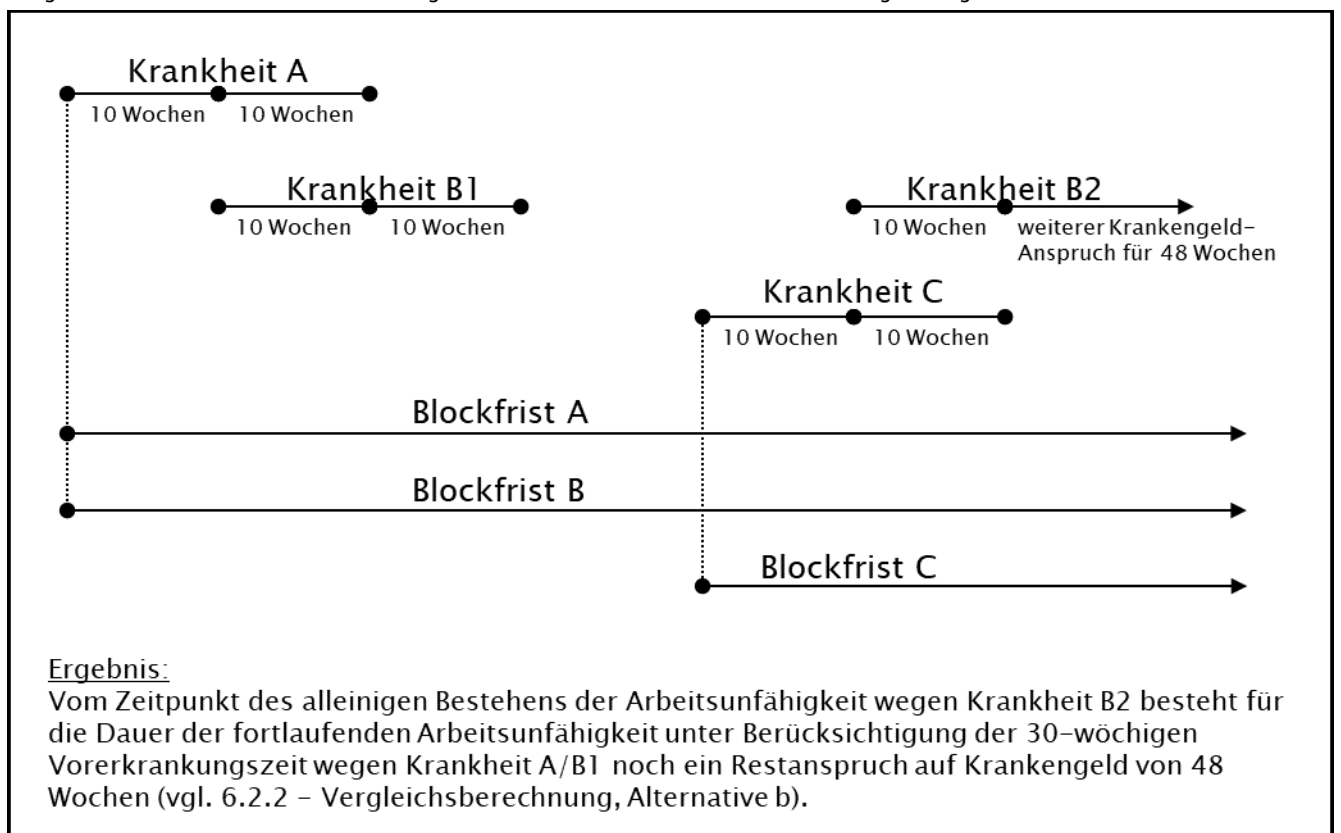 Krankheit A
10 Wochen 10 Wochen
Krankheit B1
10 Wochen 10 Wochen
Krankheit B2
10 Wochen weiterer Krankengeld-
Anspruch für 48 Wochen
Krankheit C
10 Wochen 10 Wochen
Blockfrist A
Blockfrist B
Blockfrist C
Ergebnis:
Vom Zeitpunkt des alleinigen Bestehens der Arbeitsunfähigkeit wegen Krankheit B2 besteht für
die Dauer der fortlaufenden Arbeitsunfähigkeit unter Berücksichtigung der 30-wöchigen
Vorerkrankungszeit wegen Krankheit A/B1 noch ein Restanspruch auf Krankengeld von 48
Wochen (vgl. 6.2.2 – Vergleichsberechnung, Alternative b).